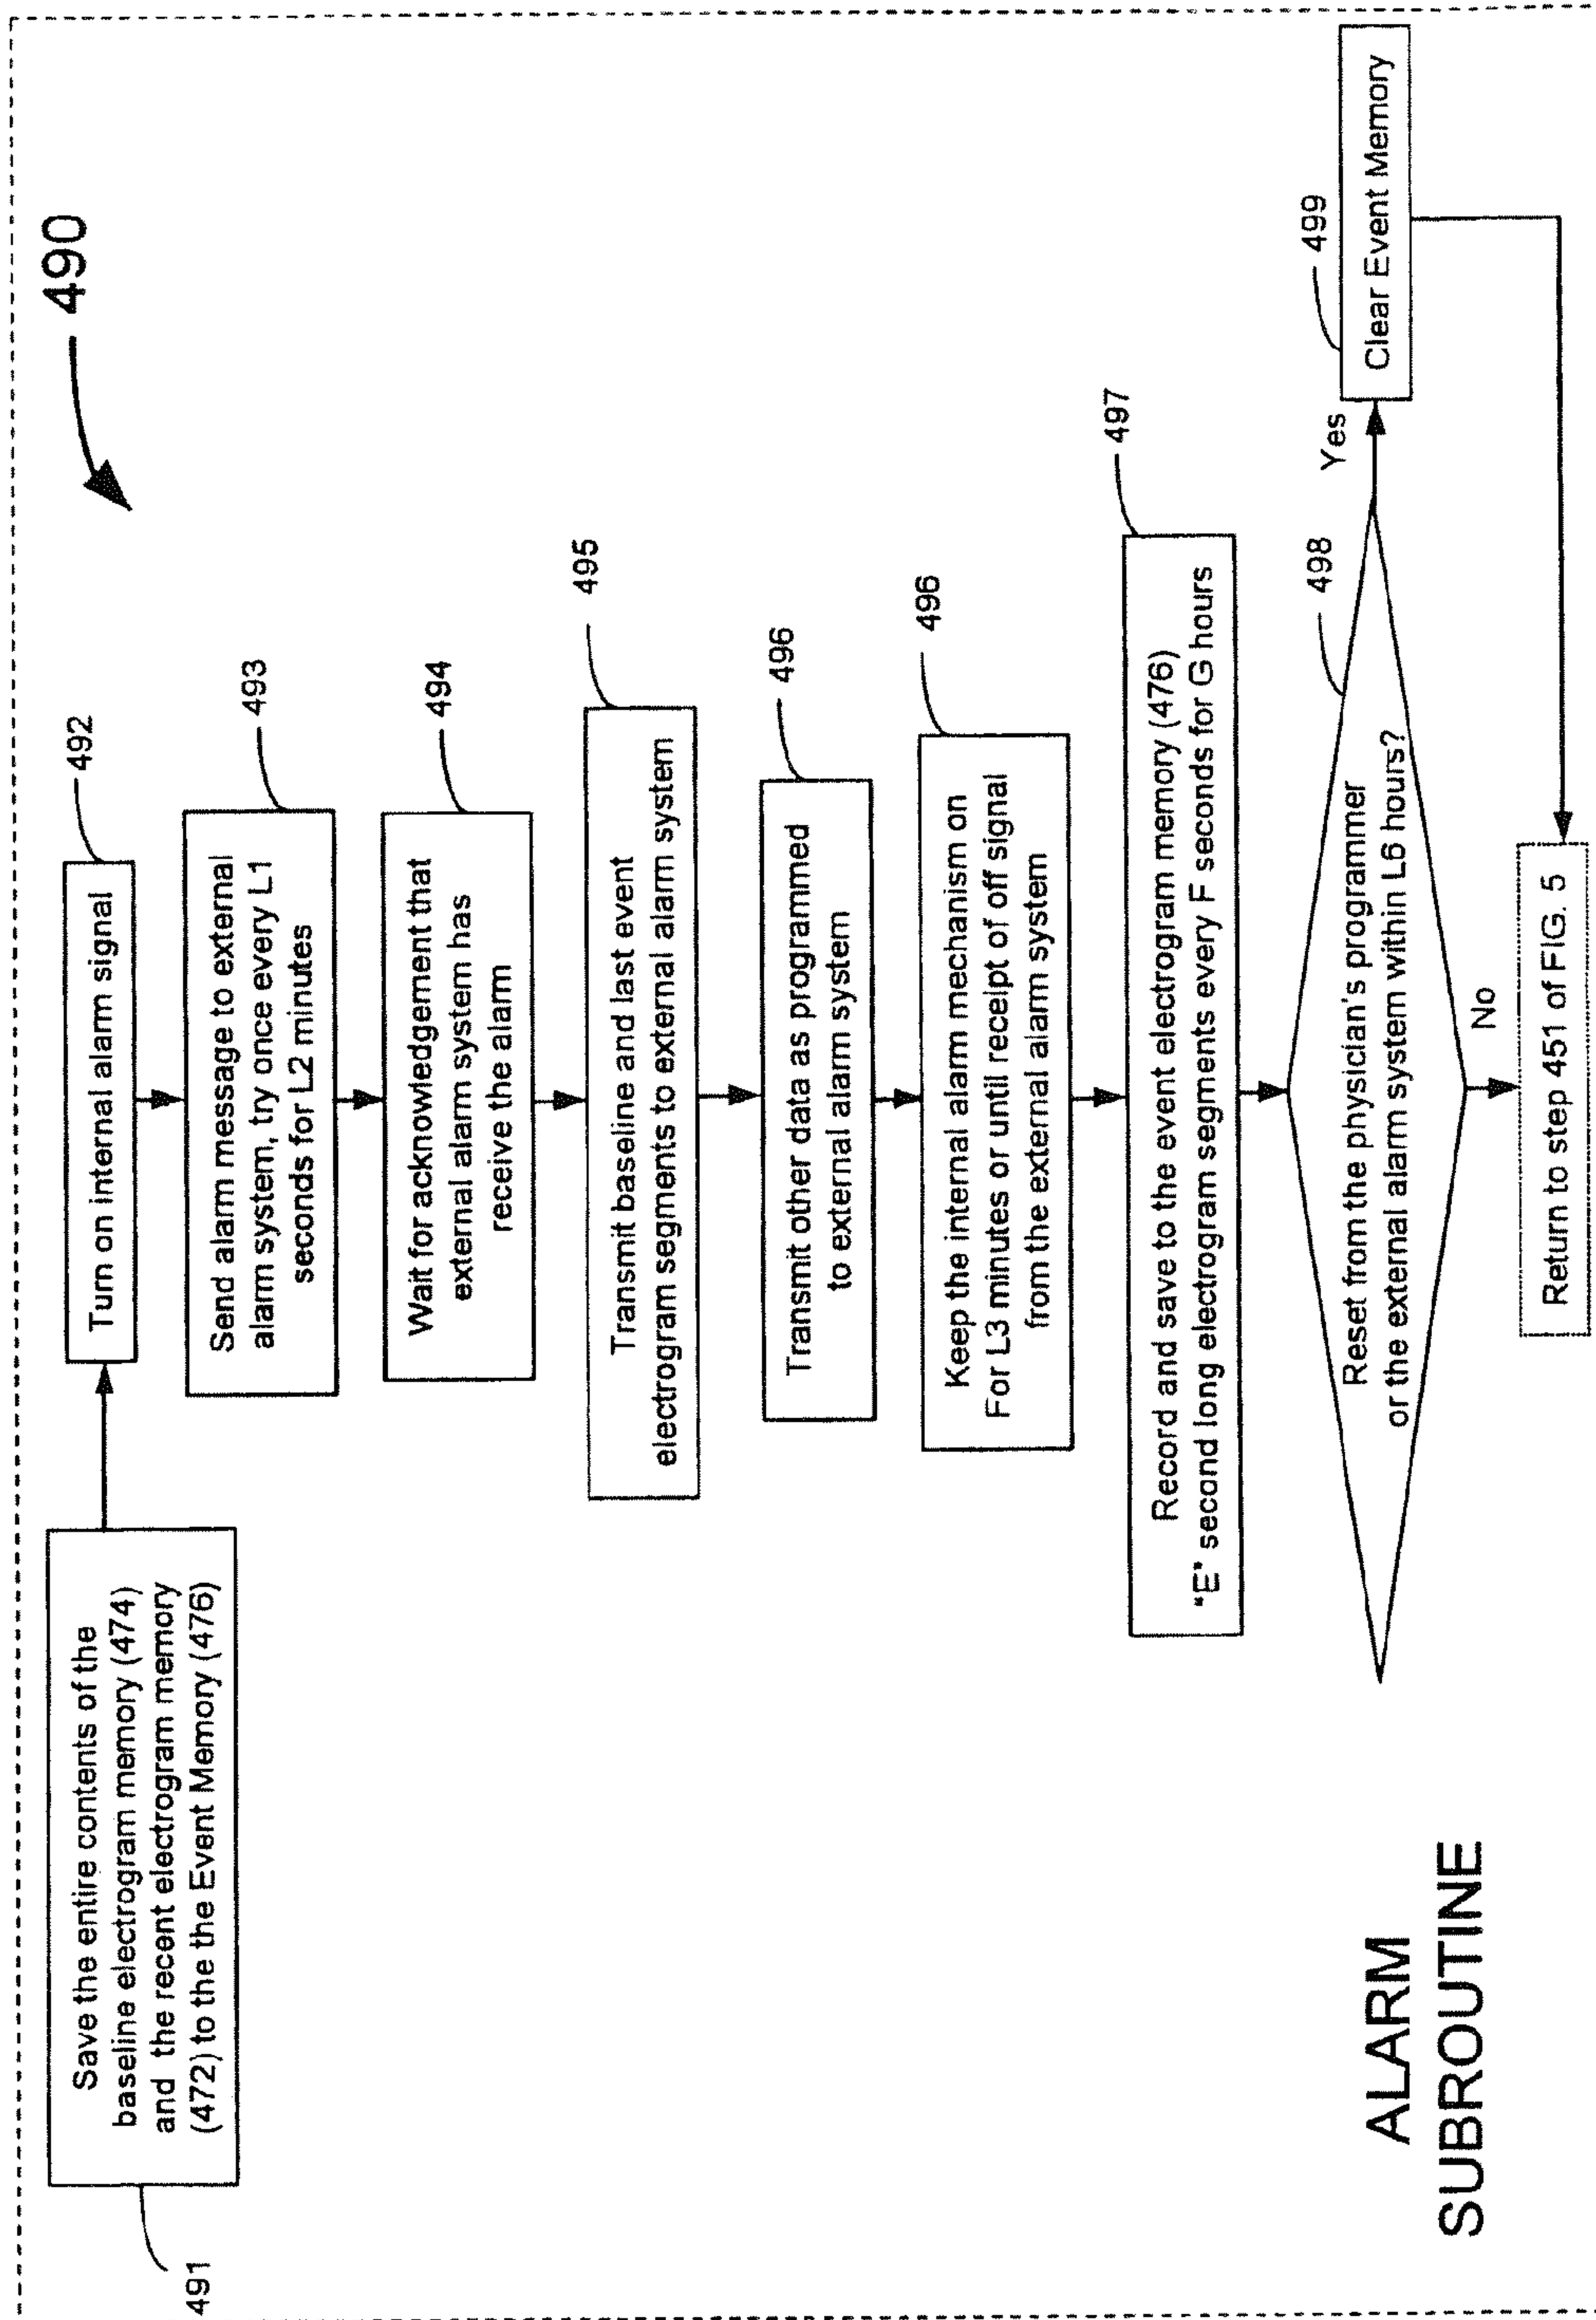 490
491
Save the entire contents of the
baseline electrogram memory (474)
and the recent electrogram memory
(472) to the the Event Memory (476)
492
Turn on internal alarm signal
493
Send alarm message to external
alarm system, try once every L1
seconds for L2 minutes
494
Wait for acknowledgement that
external alarm system has
receive the alarm
495
Transmit baseline and last event
electrogram segments to external alarm system
496
Transmit other data as programmed
to external alarm system
496
Keep the internal alarm mechanism on
For L3 minutes or until receipt of off signal
from the external alarm system
497
Record and save to the event electrogram memory (476)
"E" second long electrogram segments every F seconds for G hours
498
Reset from the physician's programmer
or the external alarm system within L6 hours?
Yes
499
Clear Event Memory
No
Return to step 451 of FIG. 5
ALARM
SUBROUTINE